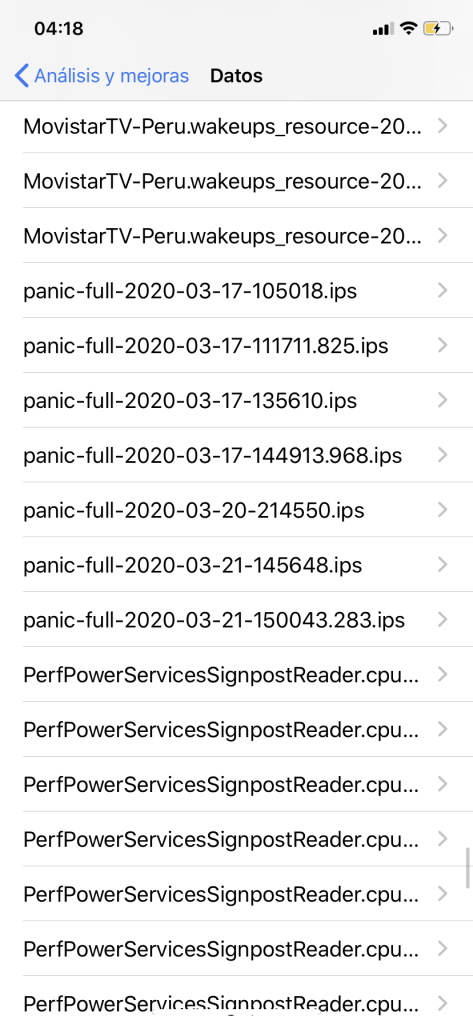 04:18
Análisis y mejoras Datos
MovistarTV-Peru.wakeups_resource-20...
MovistarTV-Peru.wakeups_resource-20...
MovistarTV-Peru.wakeups_resource-20...
panic-full-2020-03-17-105018.ips
panic-full-2020-03-17-111711.825.ips
panic-full-2020-03-17-135610.ips
panic-full-2020-03-17-144913.968.ips
panic-full-2020-03-20-214550.ips
panic-full-2020-03-21-145648.ips
panic-full-2020-03-21-150043.283.ips
PerfPowerServicesSignpostReader.cpu...
PerfPowerServicesSignpostReader.cpu...
PerfPowerServicesSignpostReader.cpu...
PerfPowerServicesSignpostReader.cpu...
PerfPowerServicesSignpostReader.cpu...
PerfPowerServicesSignpostReader.cpu...
PerfPowerServicesSignpostReader.cpu...